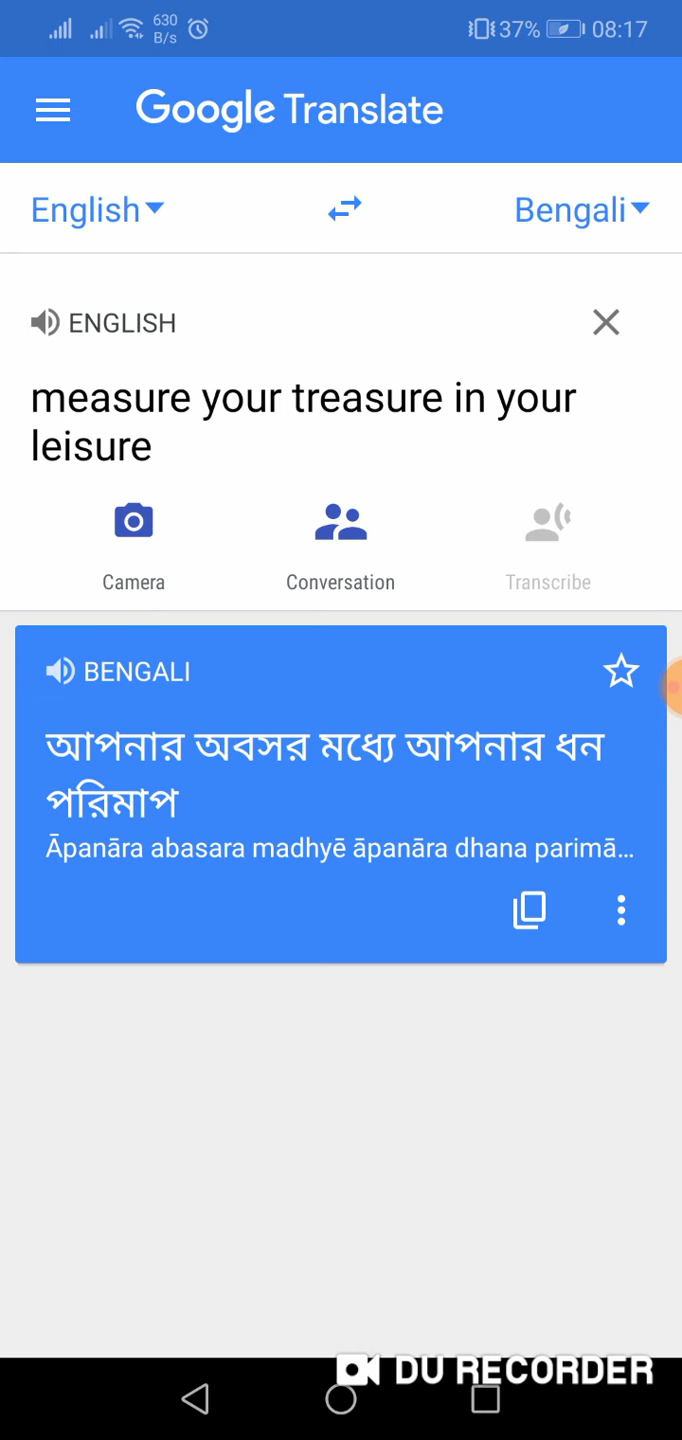 630
B/s
37%
08:17
Google Translate
English
Bengali
ENGLISH
measure your treasure in your
leisure
Camera
Conversation
Transcribe
BENGALI
আপনার অবসর মধ্যে আপনার ধন
পরিমাপ
Āpanāra abasara madhyē āpanāra dhana parimā...
DU RECORDER